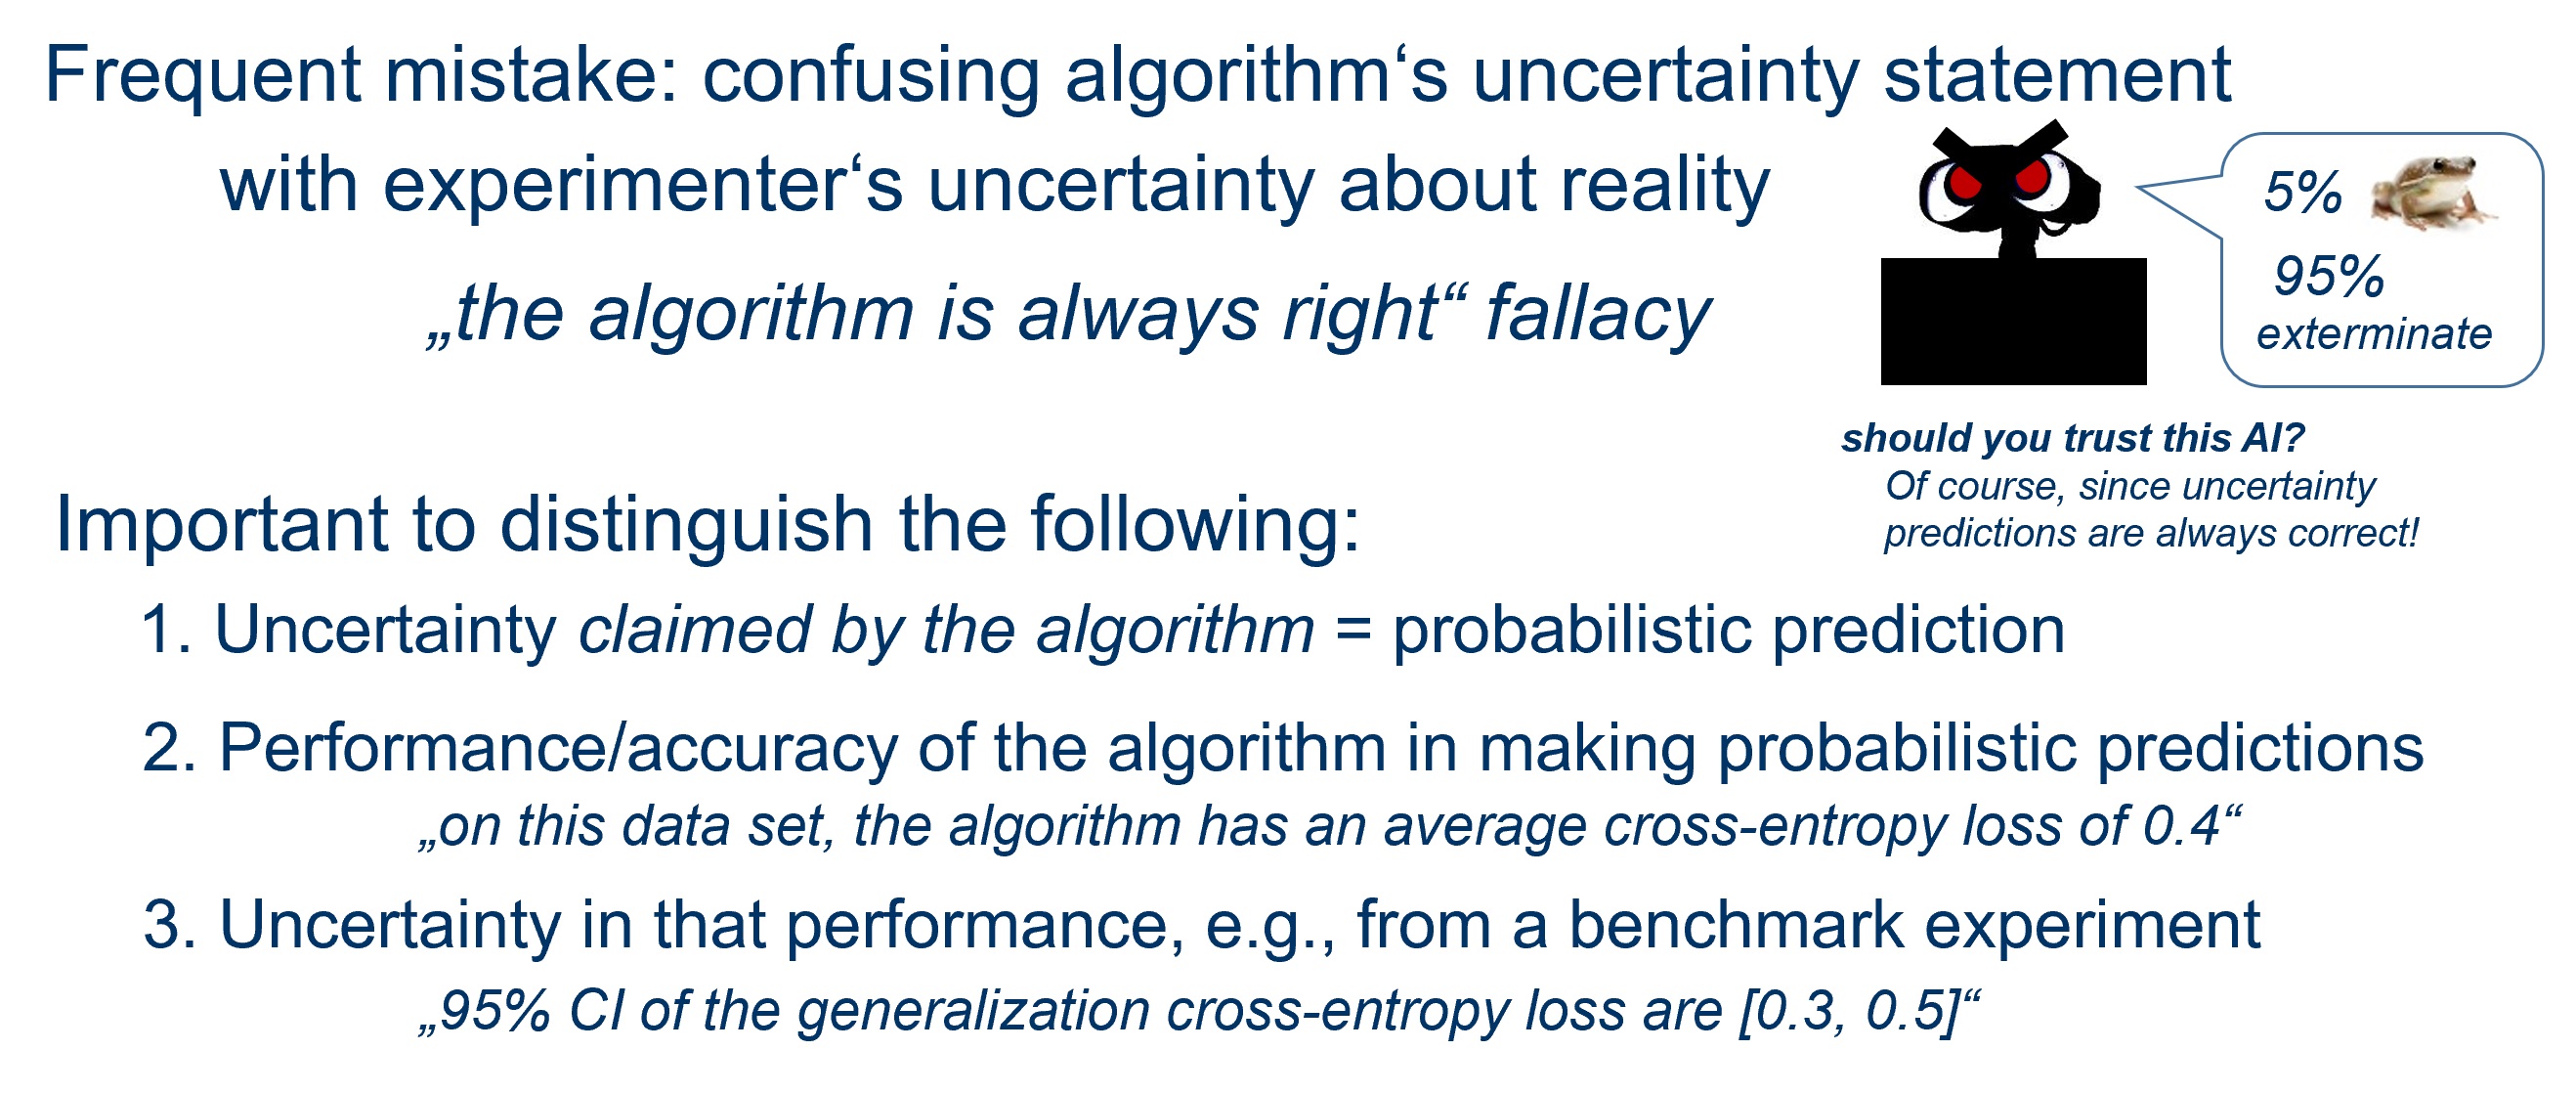 Frequent mistake: confusing algorithm‘s uncertainty statement
with experimenter‘s uncertainty about reality
„the algorithm is always right“ fallacy
5%
95%
exterminate
should you trust this AI?
Of course, since uncertainty
predictions are always correct!
Important to distinguish the following:
1. Uncertainty claimed by the algorithm = probabilistic prediction
2. Performance/accuracy of the algorithm in making probabilistic predictions
„on this data set, the algorithm has an average cross-entropy loss of 0.4“
3. Uncertainty in that performance, e.g., from a benchmark experiment
„95% CI of the generalization cross-entropy loss are [0.3, 0.5]“